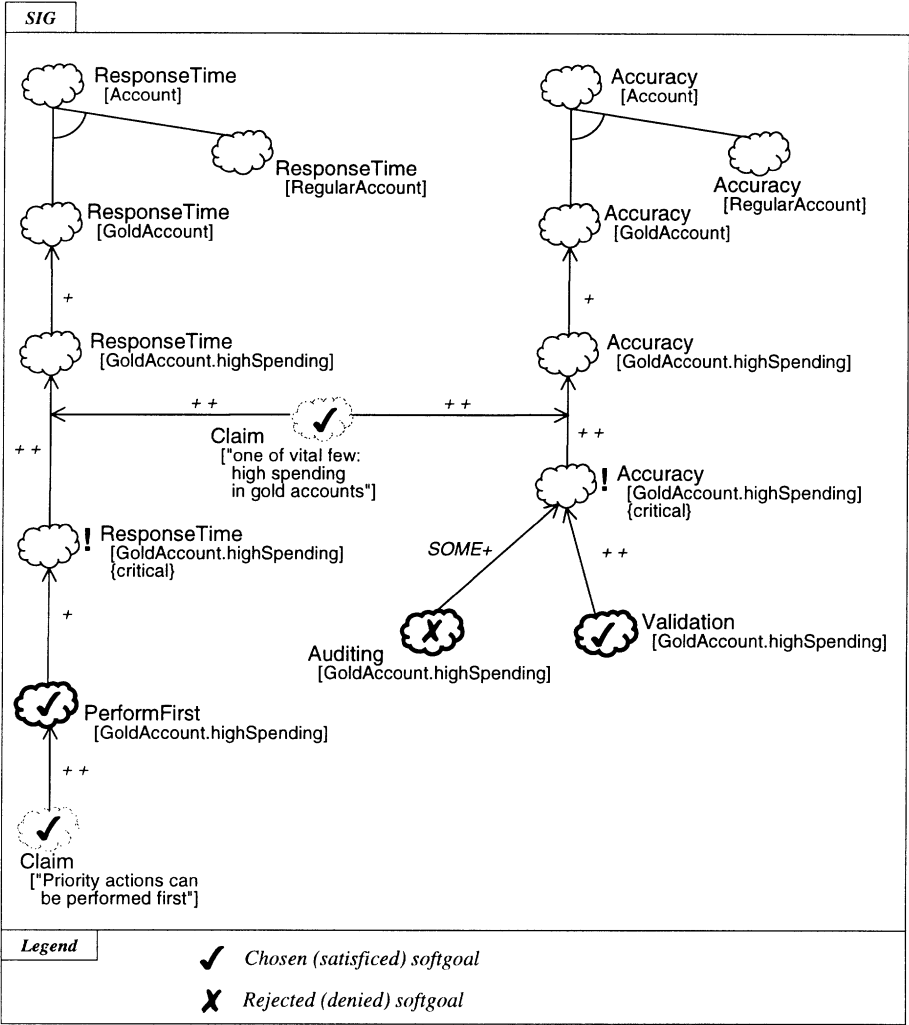 SIG
ResponseTime
[Account]
ResponseTime
[RegularAccount]
ResponseTime
[GoldAccount]
+
ResponseTime
[GoldAccount.highSpending]
Accuracy
[Account]
Accuracy
[RegularAccount]
Accuracy
[GoldAccount]
+
Accuracy
[GoldAccount.highSpending]
++
++
Claim
["one of vital few:
high spending
in gold accounts"]
++
++
! ResponseTime
[GoldAccount.highSpending]
{critical}
! Accuracy
[GoldAccount.highSpending]
{critical}
SOME+
++
+
Auditing
[GoldAccount.highSpending]
Validation
[GoldAccount.highSpending]
PerformFirst
[GoldAccount.highSpending]
++
Claim
["Priority actions can
be performed first"]
Legend
✓ Chosen (satisficed) softgoal
✗ Rejected (denied) softgoal